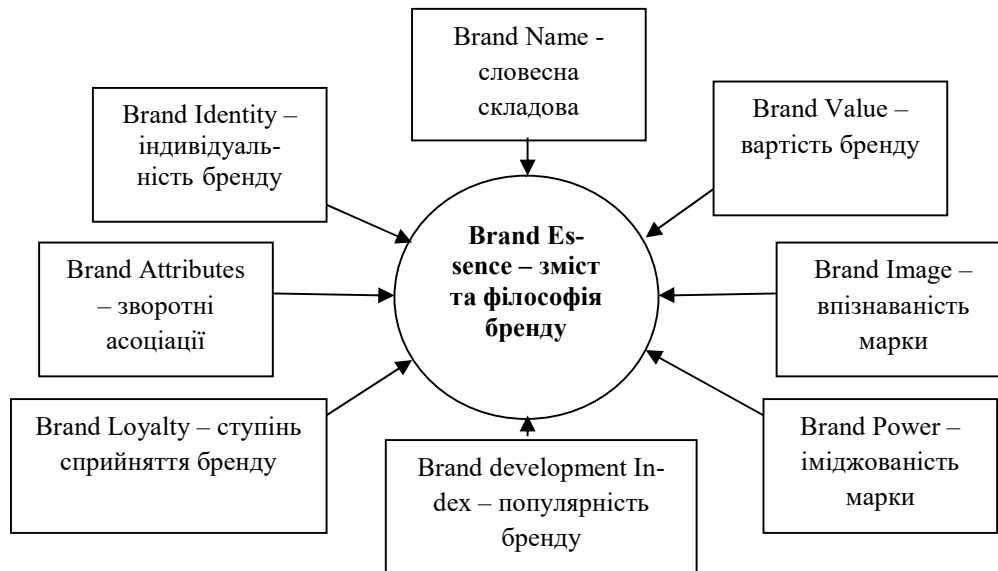 Brand Name -
словесна
складова
Brand Identity –
індивідуаль-
ність бренду
Brand Value –
вартість бренду
Brand Es-
sence – зміст
та філософія
бренду
Brand Attributes
– зворотні
асоціації
Brand Image –
впізнаваність
марки
Brand Loyalty – ступінь
сприйняття бренду
Brand development In-
dex – популярність
бренду
Brand Power –
іміджованість
марки